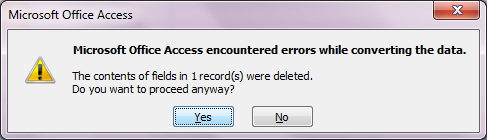 Microsoft Office Access
Microsoft Office Access encountered errors while converting the data.
The contents of fields in 1 record(s) were deleted.
Do you want to proceed anyway?
Yes
No